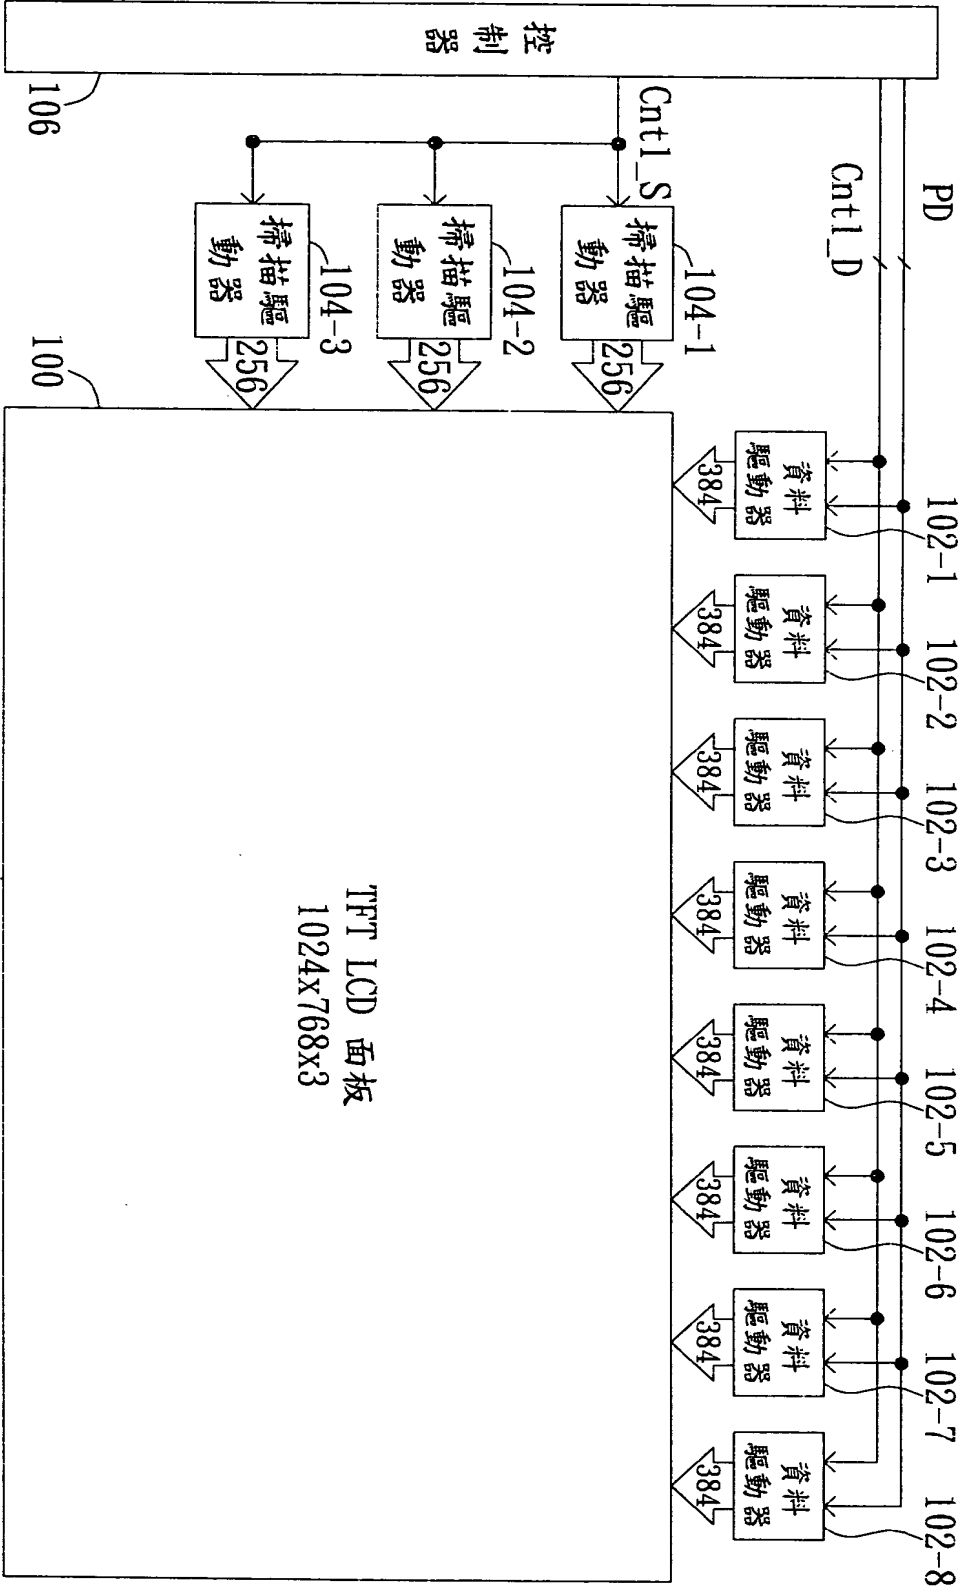 PD
Cntl_D
102-1
102-2
102-3
102-4
102-5
102-6
102-7
102-8
資料
驅動器
資料
驅動器
資料
驅動器
資料
驅動器
資料
驅動器
資料
驅動器
資料
驅動器
資料
驅動器
384
384
384
384
384
384
384
384
控制器
Cntl_S
104-1
掃描驅
動器
256
104-2
掃描驅
動器
256
104-3
掃描驅
動器
256
106
100
TFT LCD 面板
1024x768x3